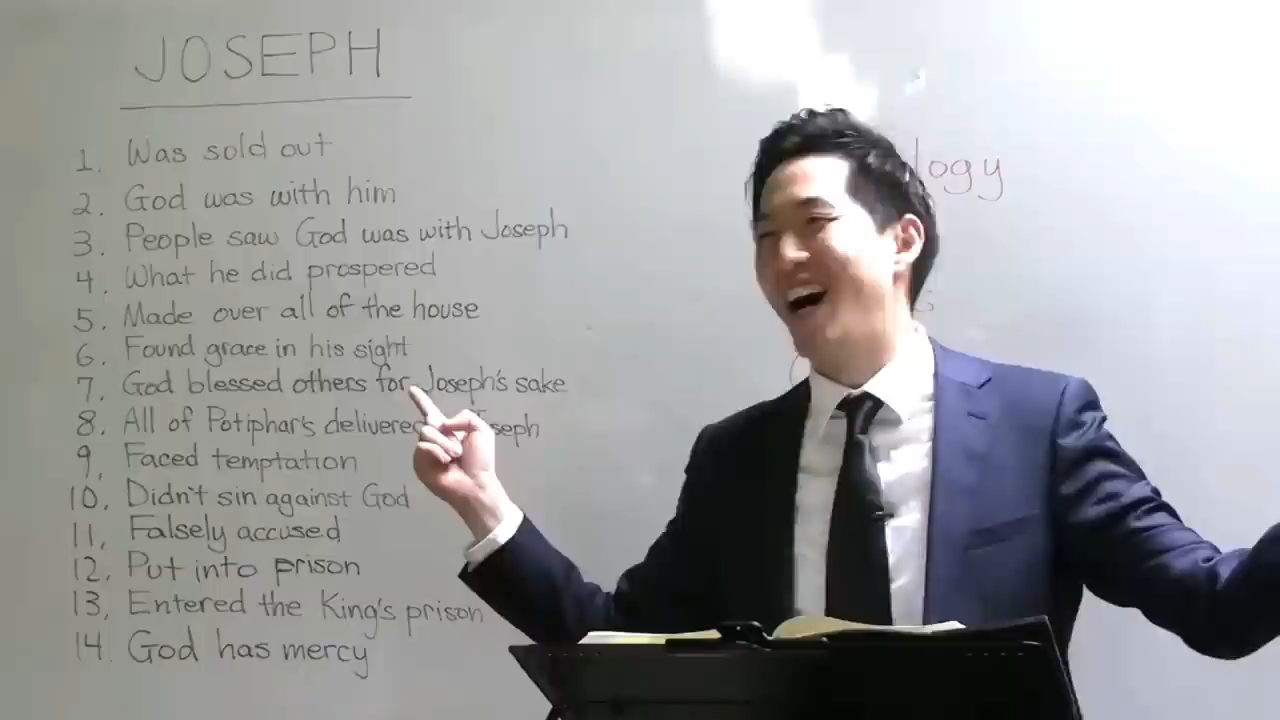 JOSEPH
1. Was sold out
2. God was with him
3. People saw God was with Joseph
4. What he did prospered
5. Made over all of the house
6. Found grace in his sight
7. God blessed others for Joseph's sake
8. All of Potiphar's delivered seph
9. Faced temptation
10. Didn't sin against God
11. Falsely accused
12. Put into prison
13. Entered the King's prison
14. God has mercy
logy